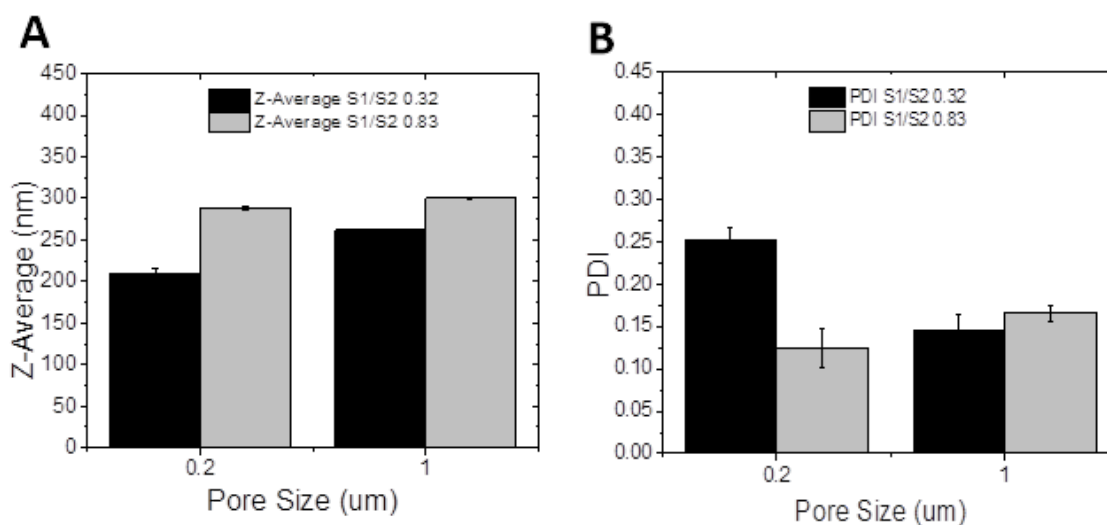 A
Z-Average (nm)
450
400
350
300
250
200
150
100
50
0
Z-Average S1/S2 0.32
Z-Average S1/S2 0.83
0.2
1
Pore Size (um)
B
PDI
0.45
0.40
0.35
0.30
0.25
0.20
0.15
0.10
0.05
0.00
PDI S1/S2 0.32
PDI S1/S2 0.83
0.2
1
Pore Size (um)